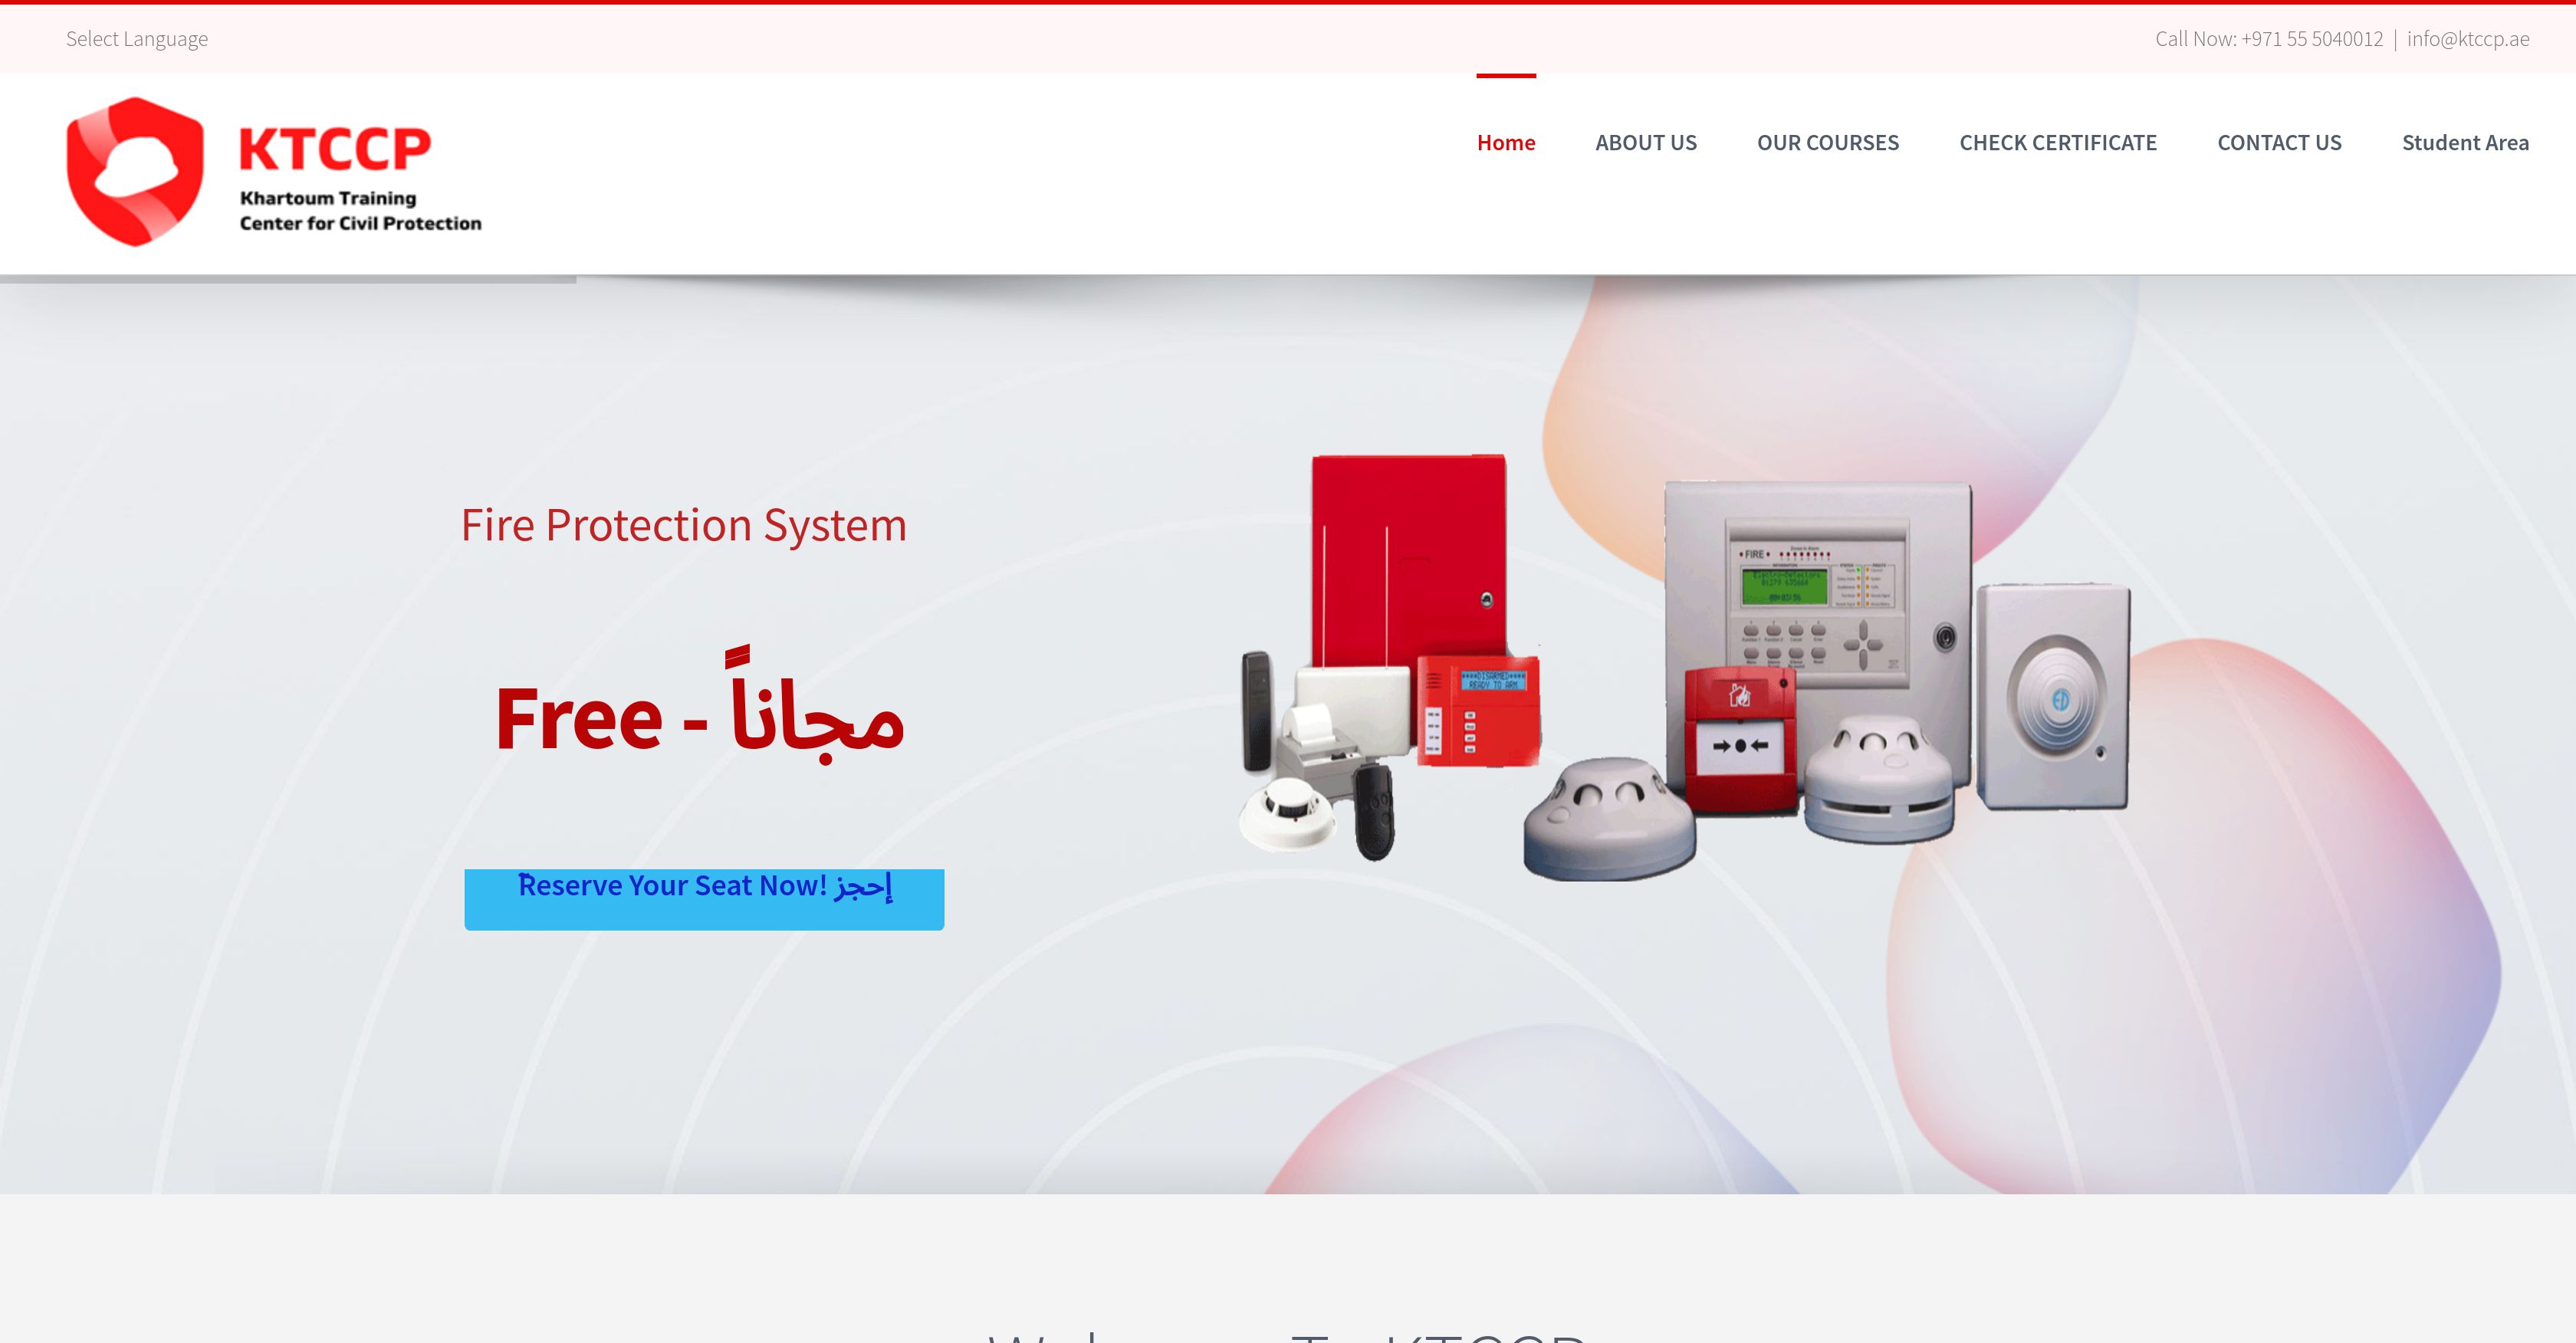 Select Language
Call Now: +971 55 5040012 | info@ktccp.ae
KTCCP
Khartoum Training
Center for Civil Protection
Home ABOUT US OUR COURSES CHECK CERTIFICATE CONTACT US Student Area
Fire Protection System
Free - مجاناً
Reserve Your Seat Now! إحجز
FIRE
****DISARMED****
READY TO ARM